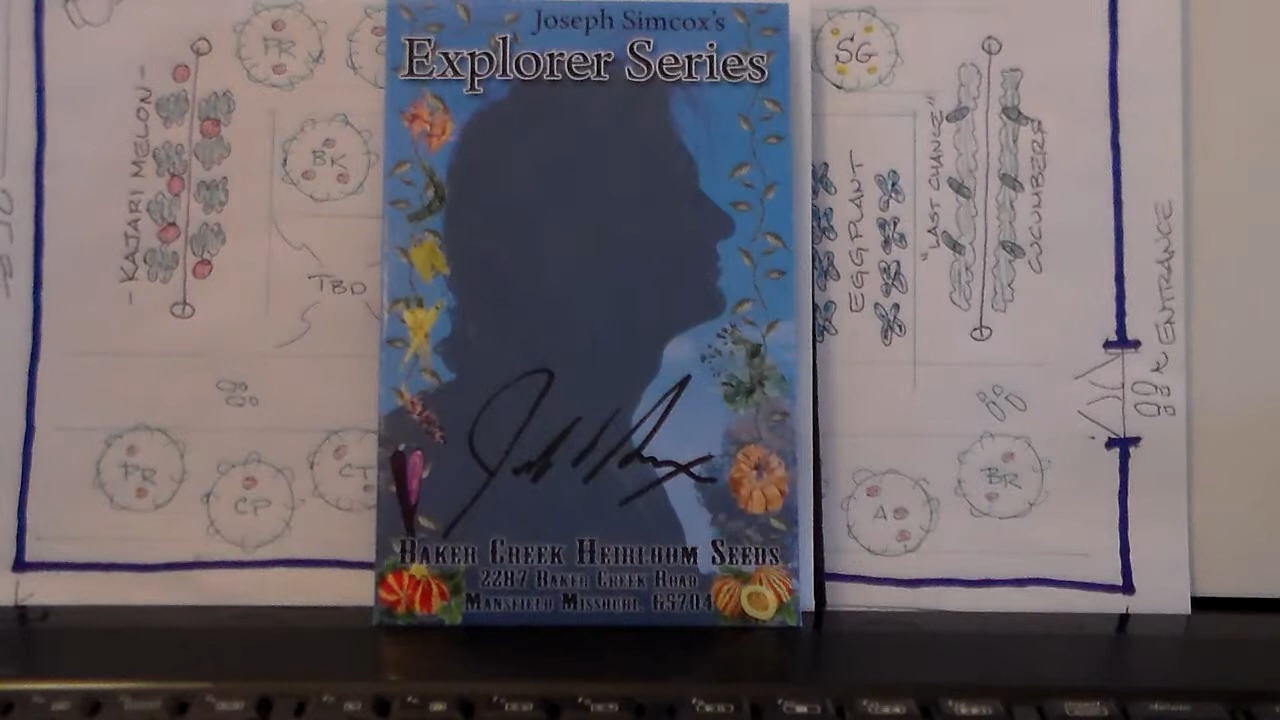 Joseph Simcox's
Explorer Series
BAKER CREEK HEIRLOOM SEEDS
2287 BAKER CREEK ROAD
MANSFIELD MISSOURI, 65704
- KAJARI MELON -
PR
BK
TBD
PR
CP
CT
SG
EGGPLANT
"LAST CHANCE"
CUCUMBERS
ENTRANCE
A
BR